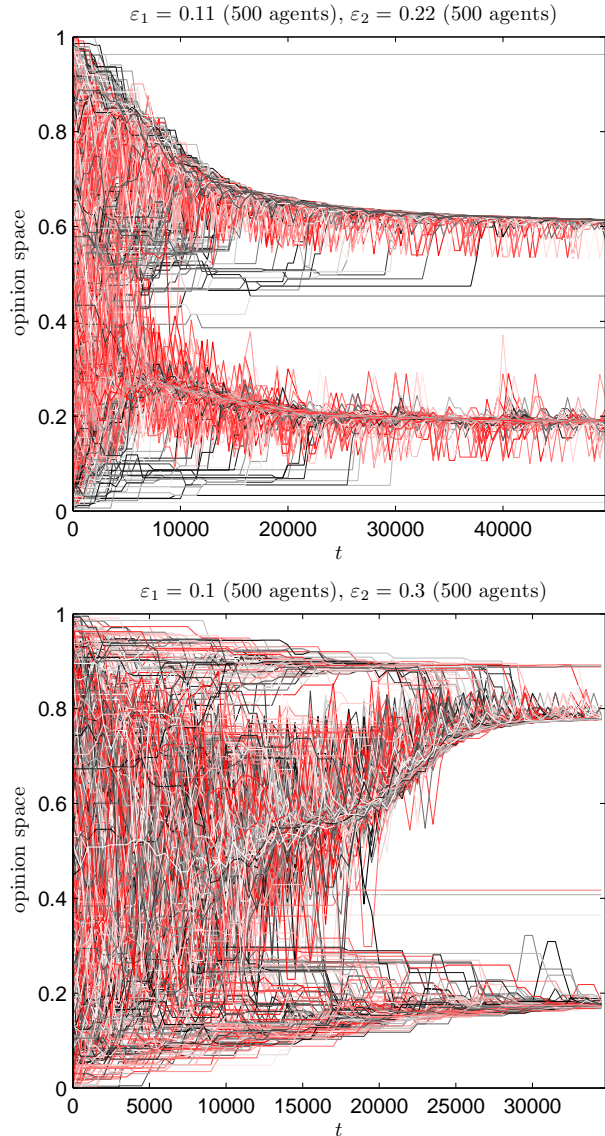 ε₁ = 0.11 (500 agents), ε₂ = 0.22 (500 agents)
1
0.8
0.6
0.4
0.2
0
opinion space
0 10000 20000 30000 40000
t
ε₁ = 0.1 (500 agents), ε₂ = 0.3 (500 agents)
1
0.8
0.6
0.4
0.2
0
opinion space
0 5000 10000 15000 20000 25000 30000
t